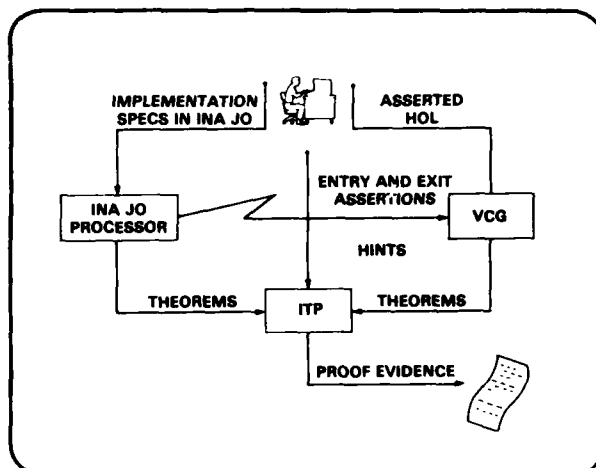 IMPLEMENTATION
SPECS IN INA JO
ASSERTED
HOL
ENTRY AND EXIT
ASSERTIONS
INA JO
PROCESSOR
VCG
HINTS
THEOREMS
ITP
THEOREMS
PROOF EVIDENCE